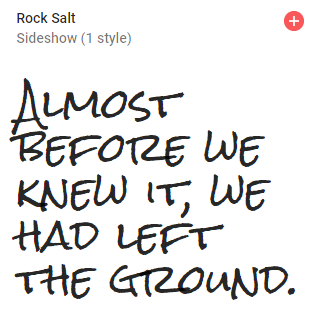 Rock Salt
Sideshow (1 style)
Almost
before we
knew it, we
had left
the ground.